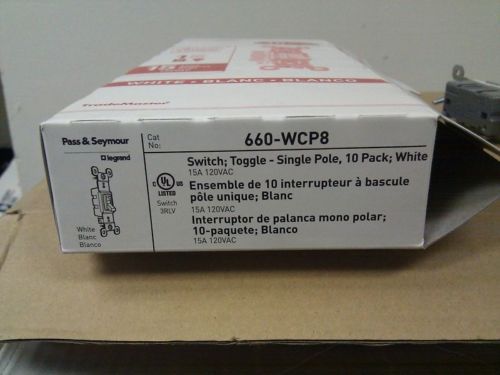 WHITE • BLANC • BLANCO
TradeMaster
Pass & Seymour
legrand
Cat
No:
660-WCP8
Switch; Toggle - Single Pole, 10 Pack; White
15A 120VAC
UL
US
LISTED
Switch
3RLV
Ensemble de 10 interrupteur à bascule
pôle unique; Blanc
15A 120VAC
Interruptor de palanca mono polar;
10-paquete; Blanco
15A 120VAC
White
Blanc
Blanco